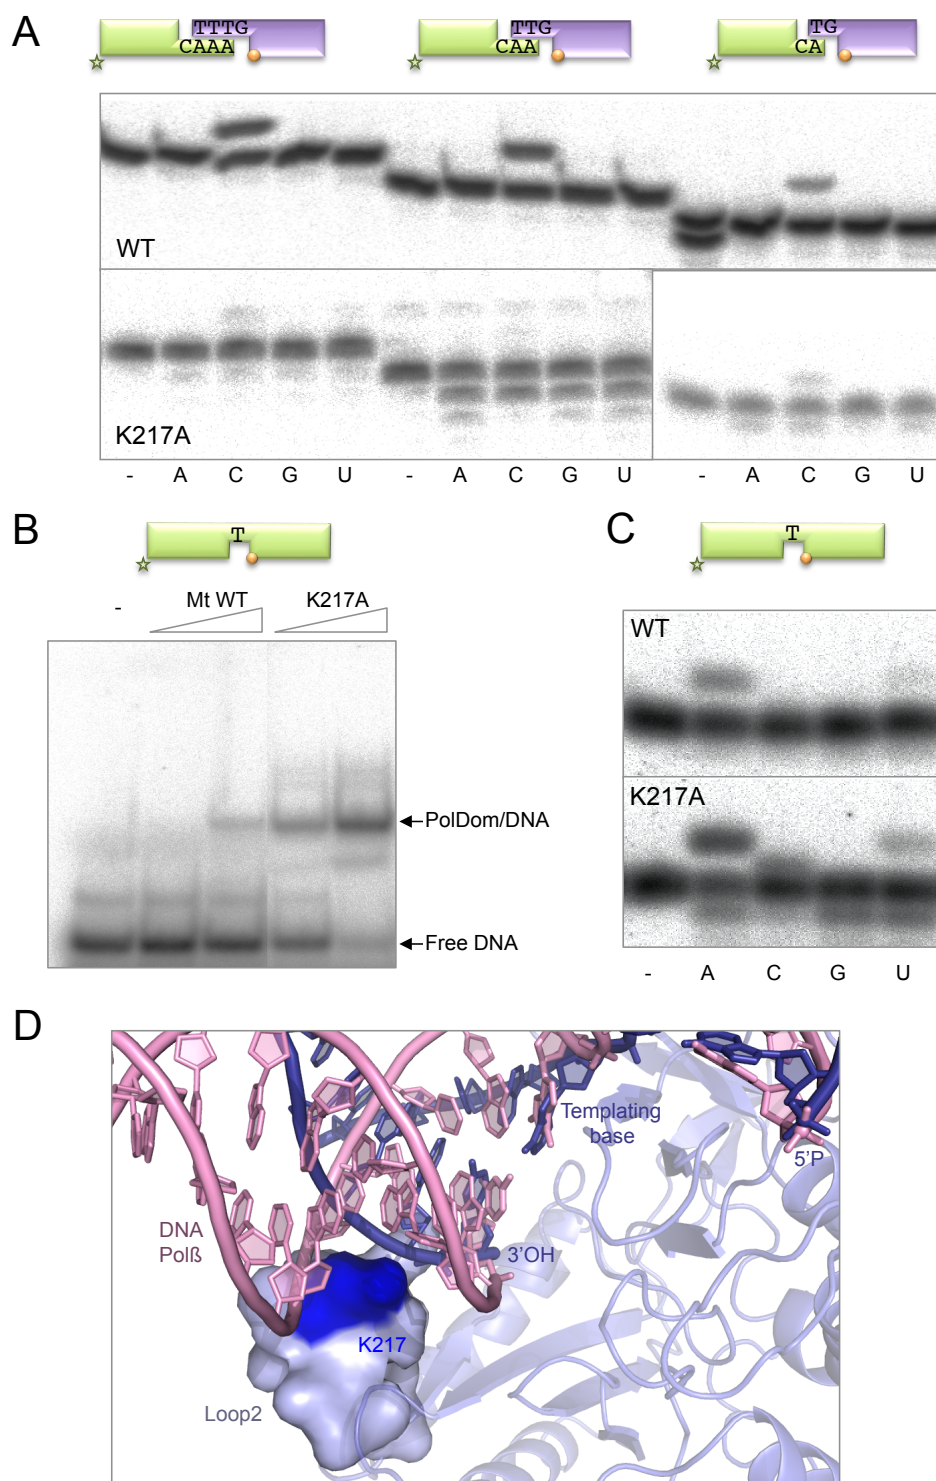 A
TTTG
CAAA
TTG
CAA
TG
CA
WT
K217A
- A C G U - A C G U - A C G U
B
T
- Mt WT K217A
PolDom/DNA
Free DNA
C
T
WT
K217A
- A C G U
D
Templating
base
5'P
DNA
Polß
3'OH
K217
Loop2